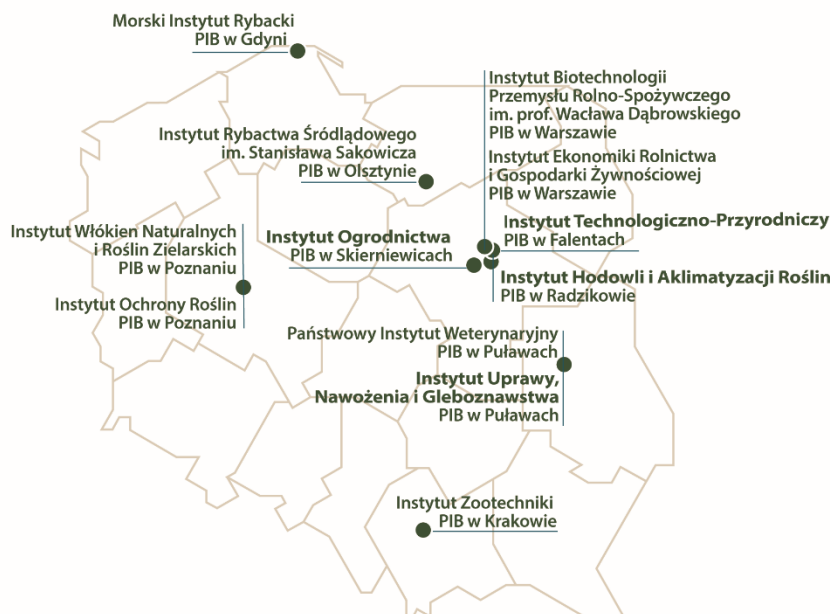 Morski Instytut Rybacki
PIB w Gdyni
Instytut Biotechnologii
Przemysłu Rolno-Spożywczego
im. prof. Wacława Dąbrowskiego
PIB w Warszawie
Instytut Rybactwa Śródlądowego
im. Stanisława Sakowicza
PIB w Olsztynie
Instytut Ekonomiki Rolnictwa
i Gospodarki Żywnościowej
PIB w Warszawie
Instytut Włókien Naturalnych
i Roślin Zielarskich
PIB w Poznaniu
Instytut Ochrony Roślin
PIB w Poznaniu
Instytut Ogrodnictwa
PIB w Skierniewicach
Instytut Technologiczno-Przyrodniczy
PIB w Falentach
Instytut Hodowli i Aklimatyzacji Roślin
PIB w Radzikowie
Państwowy Instytut Weterynaryjny
PIB w Puławach
Instytut Uprawy,
Nawożenia i Gleboznawstwa
PIB w Puławach
Instytut Zootechniki
PIB w Krakowie